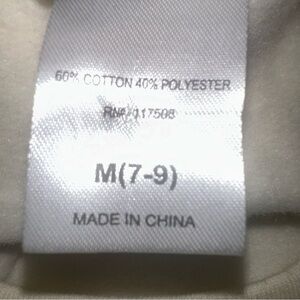 60% COTTON 40% POLYESTER
RN# 117508
M(7-9)
MADE IN CHINA